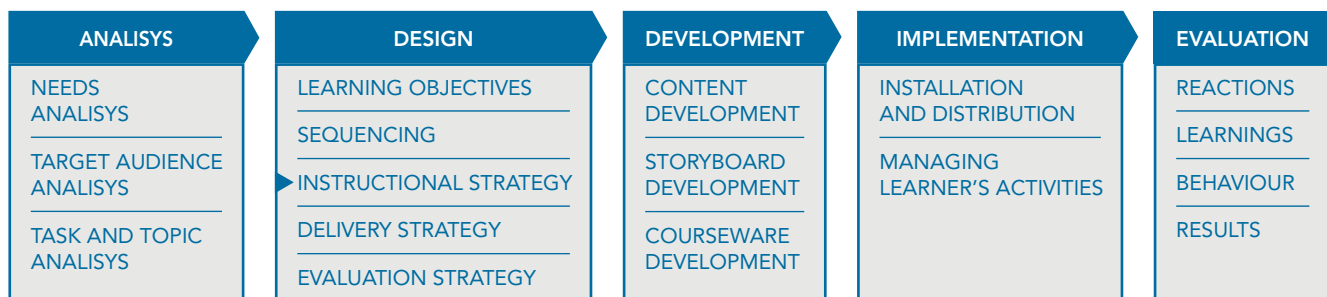 ANALISYS
NEEDS
ANALISYS
TARGET AUDIENCE
ANALISYS
TASK AND TOPIC
ANALISYS
DESIGN
LEARNING OBJECTIVES
SEQUENCING
INSTRUCTIONAL STRATEGY
DELIVERY STRATEGY
EVALUATION STRATEGY
DEVELOPMENT
CONTENT
DEVELOPMENT
STORYBOARD
DEVELOPMENT
COURSEWARE
DEVELOPMENT
IMPLEMENTATION
INSTALLATION
AND DISTRIBUTION
MANAGING
LEARNER’S ACTIVITIES
EVALUATION
REACTIONS
LEARNINGS
BEHAVIOUR
RESULTS